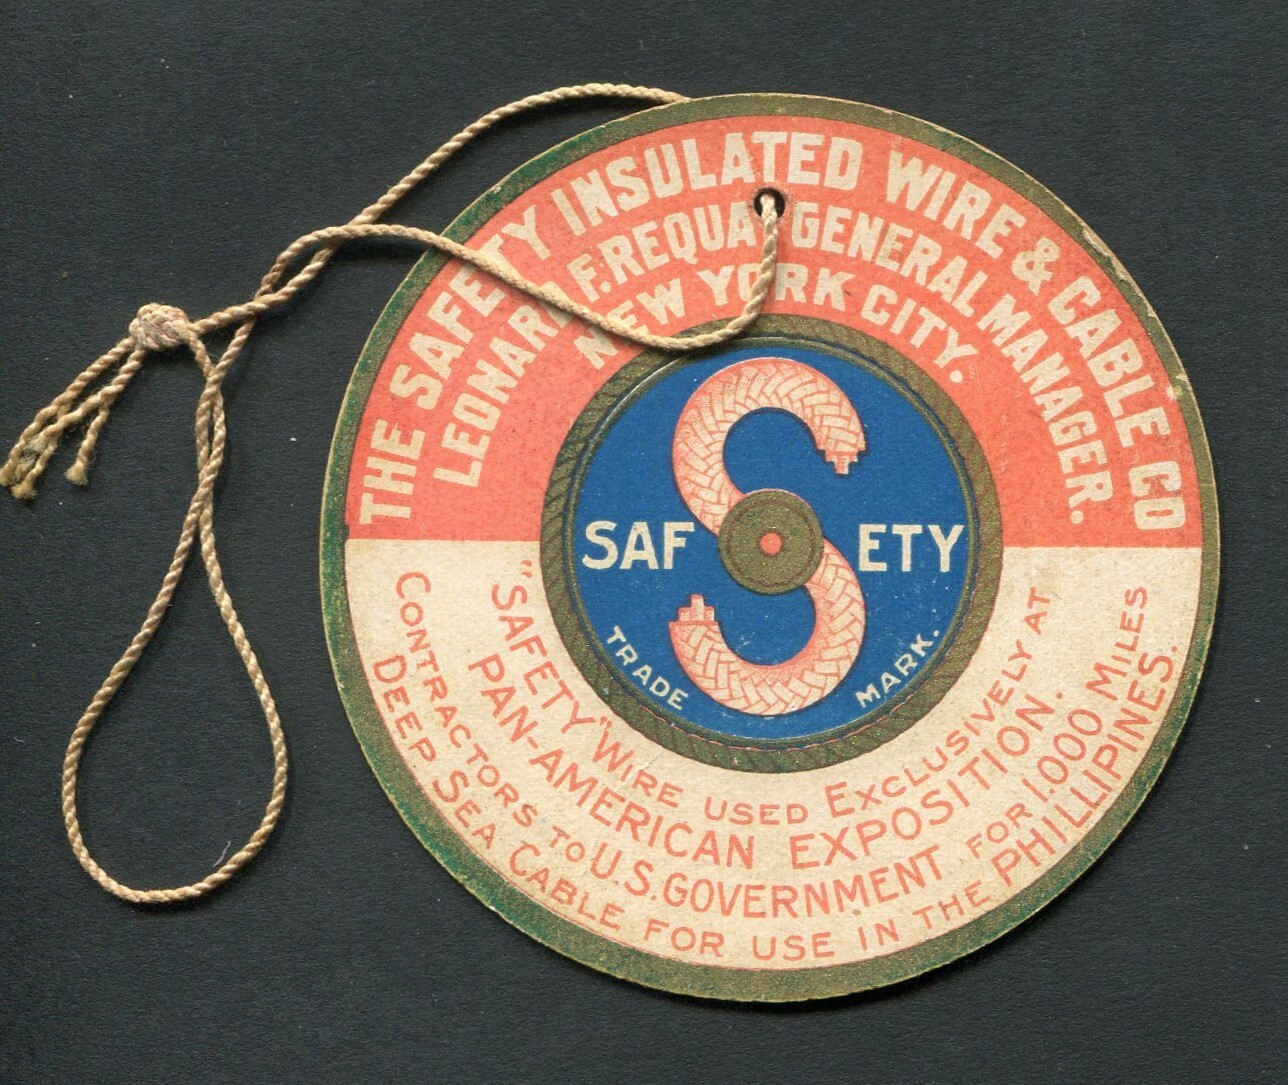 THE SAFETY INSULATED WIRE & CABLE CO
LEONARD F. REQUA GENERAL MANAGER.
NEW YORK CITY.
SAFETY
TRADE MARK.
"SAFETY" WIRE USED EXCLUSIVELY AT
PAN-AMERICAN EXPOSITION.
CONTRACTORS TO U.S. GOVERNMENT FOR 1.000 MILES
DEEP SEA CABLE FOR USE IN THE PHILLIPINES.